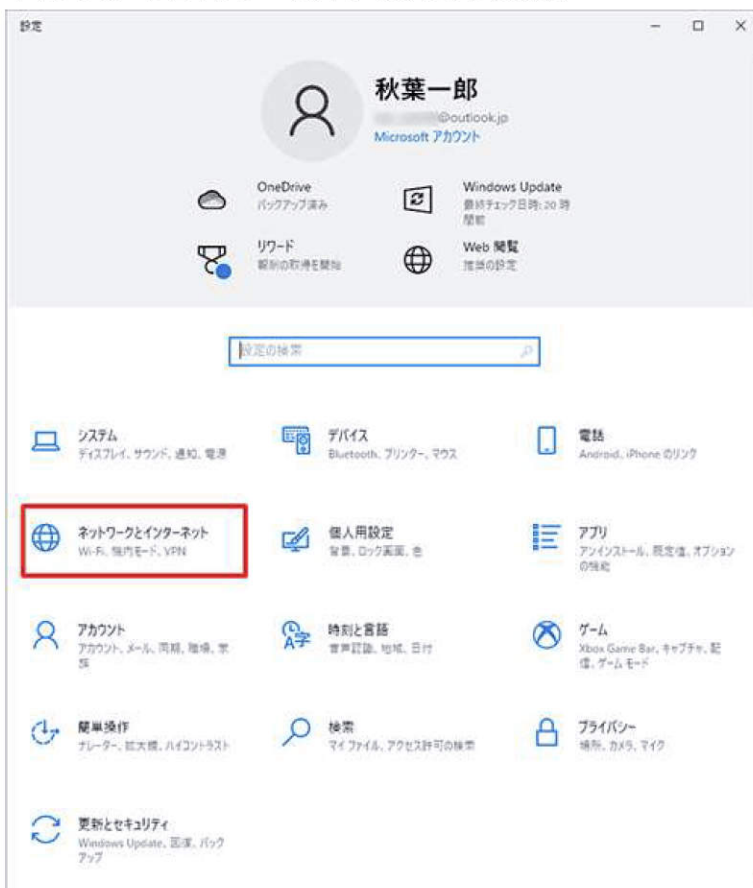 設定
秋葉一郎
@outlook.jp
Microsoft アカウント
OneDrive
バックアップ済み
Windows Update
最終チェック日時: 20 時
間前
リワード
報酬の取得を開始
Web 閲覧
推奨の設定
設定の検索
システム
ディスプレイ、サウンド、通知、電源
デバイス
Bluetooth、プリンター、マウス
電話
Android、iPhone のリンク
ネットワークとインターネット
Wi-Fi、機内モード、VPN
個人用設定
背景、ロック画面、色
アプリ
アンインストール、既定値、オプション
の機能
アカウント
アカウント、メール、同期、職場、家
族
時刻と言語
音声認識、地域、日付
ゲーム
Xbox Game Bar、キャプチャ、配
信、ゲーム モード
簡単操作
ナレーター、拡大鏡、ハイコントラスト
検索
マイ ファイル、アクセス許可の検索
プライバシー
場所、カメラ、マイク
更新とセキュリティ
Windows Update、回復、バック
アップ